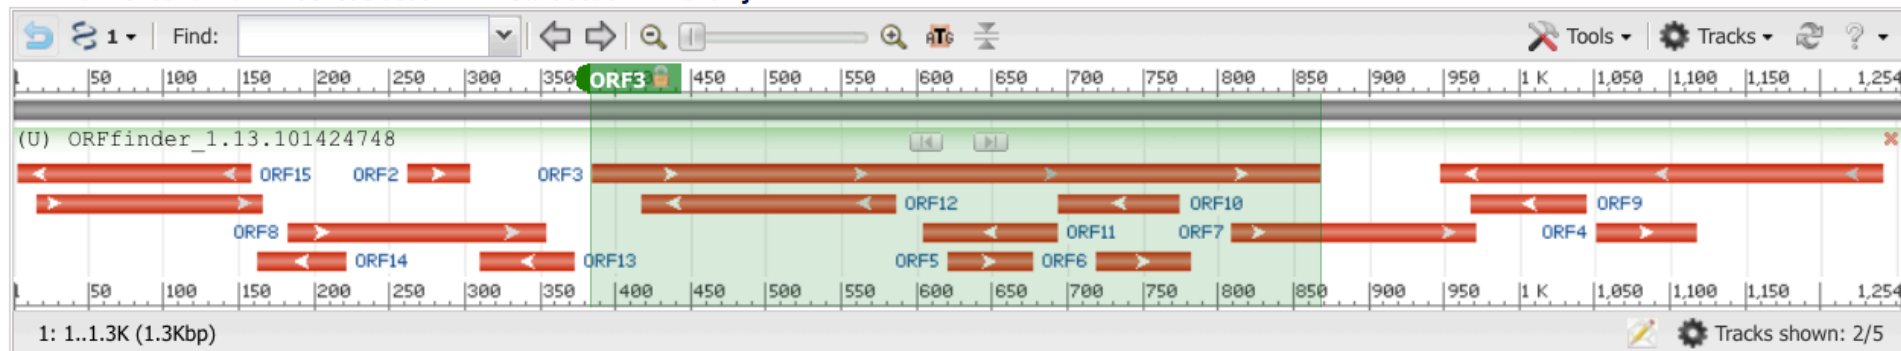 1 Find: Tools Tracks ?
1 50 100 150 200 250 300 350 ORF3 450 500 550 600 650 700 750 800 850 900 950 1 K 1,050 1,100 1,150 1,254
(U) ORFfinder_1.13.101424748
ORF15 ORF2 ORF3
ORF12 ORF10 ORF9
ORF8 ORF11 ORF7 ORF4
ORF14 ORF13 ORF5 ORF6
1 50 100 150 200 250 300 350 400 450 500 550 600 650 700 750 800 850 900 950 1 K 1,050 1,100 1,150 1,254
1: 1..1.3K (1.3Kbp) Tracks shown: 2/5